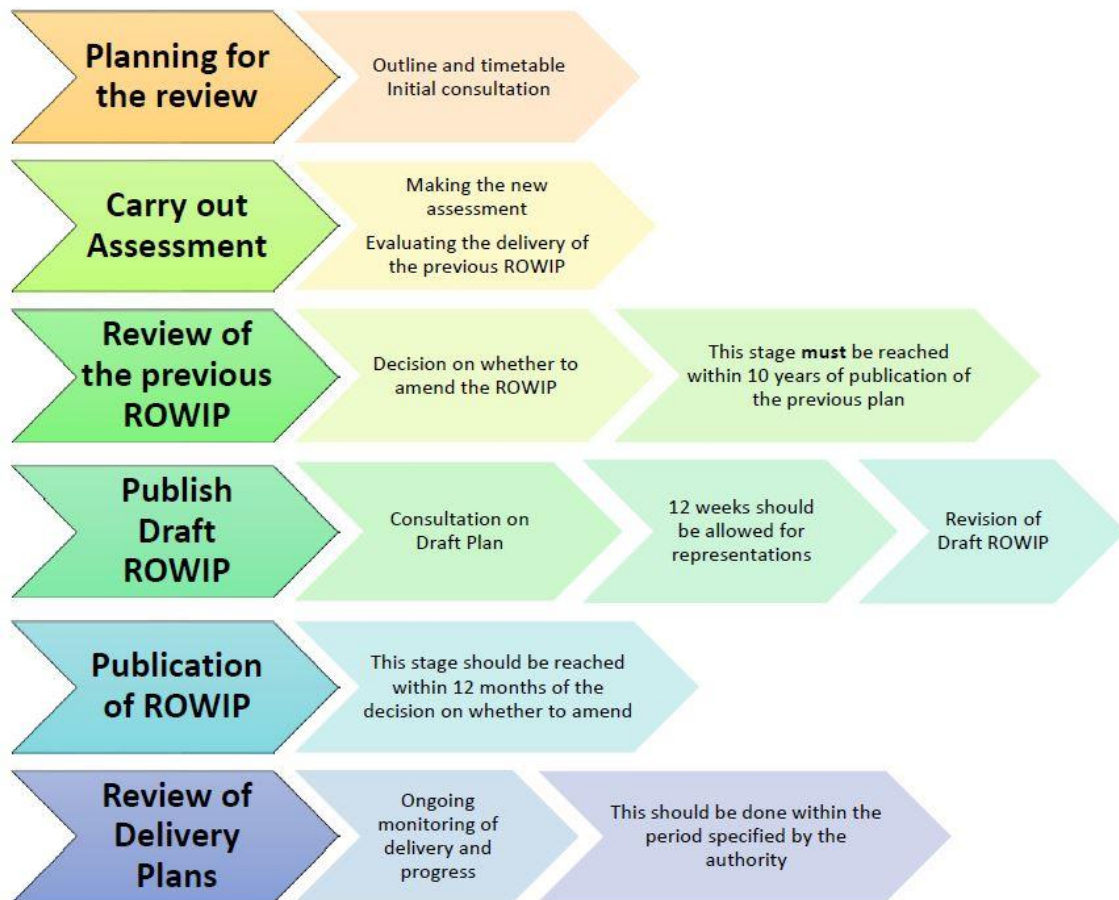 Planning for
the review
Outline and timetable
Initial consultation
Carry out
Assessment
Making the new
assessment
Evaluating the delivery of
the previous ROWIP
Review of
the previous
ROWIP
Decision on whether to
amend the ROWIP
This stage must be reached
within 10 years of publication of
the previous plan
Publish
Draft
ROWIP
Consultation on
Draft Plan
12 weeks should
be allowed for
representations
Revision of
Draft ROWIP
Publication
of ROWIP
This stage should be reached
within 12 months of the
decision on whether to amend
Review of
Delivery
Plans
Ongoing
monitoring of
delivery and
progress
This should be done within the
period specified by the
authority